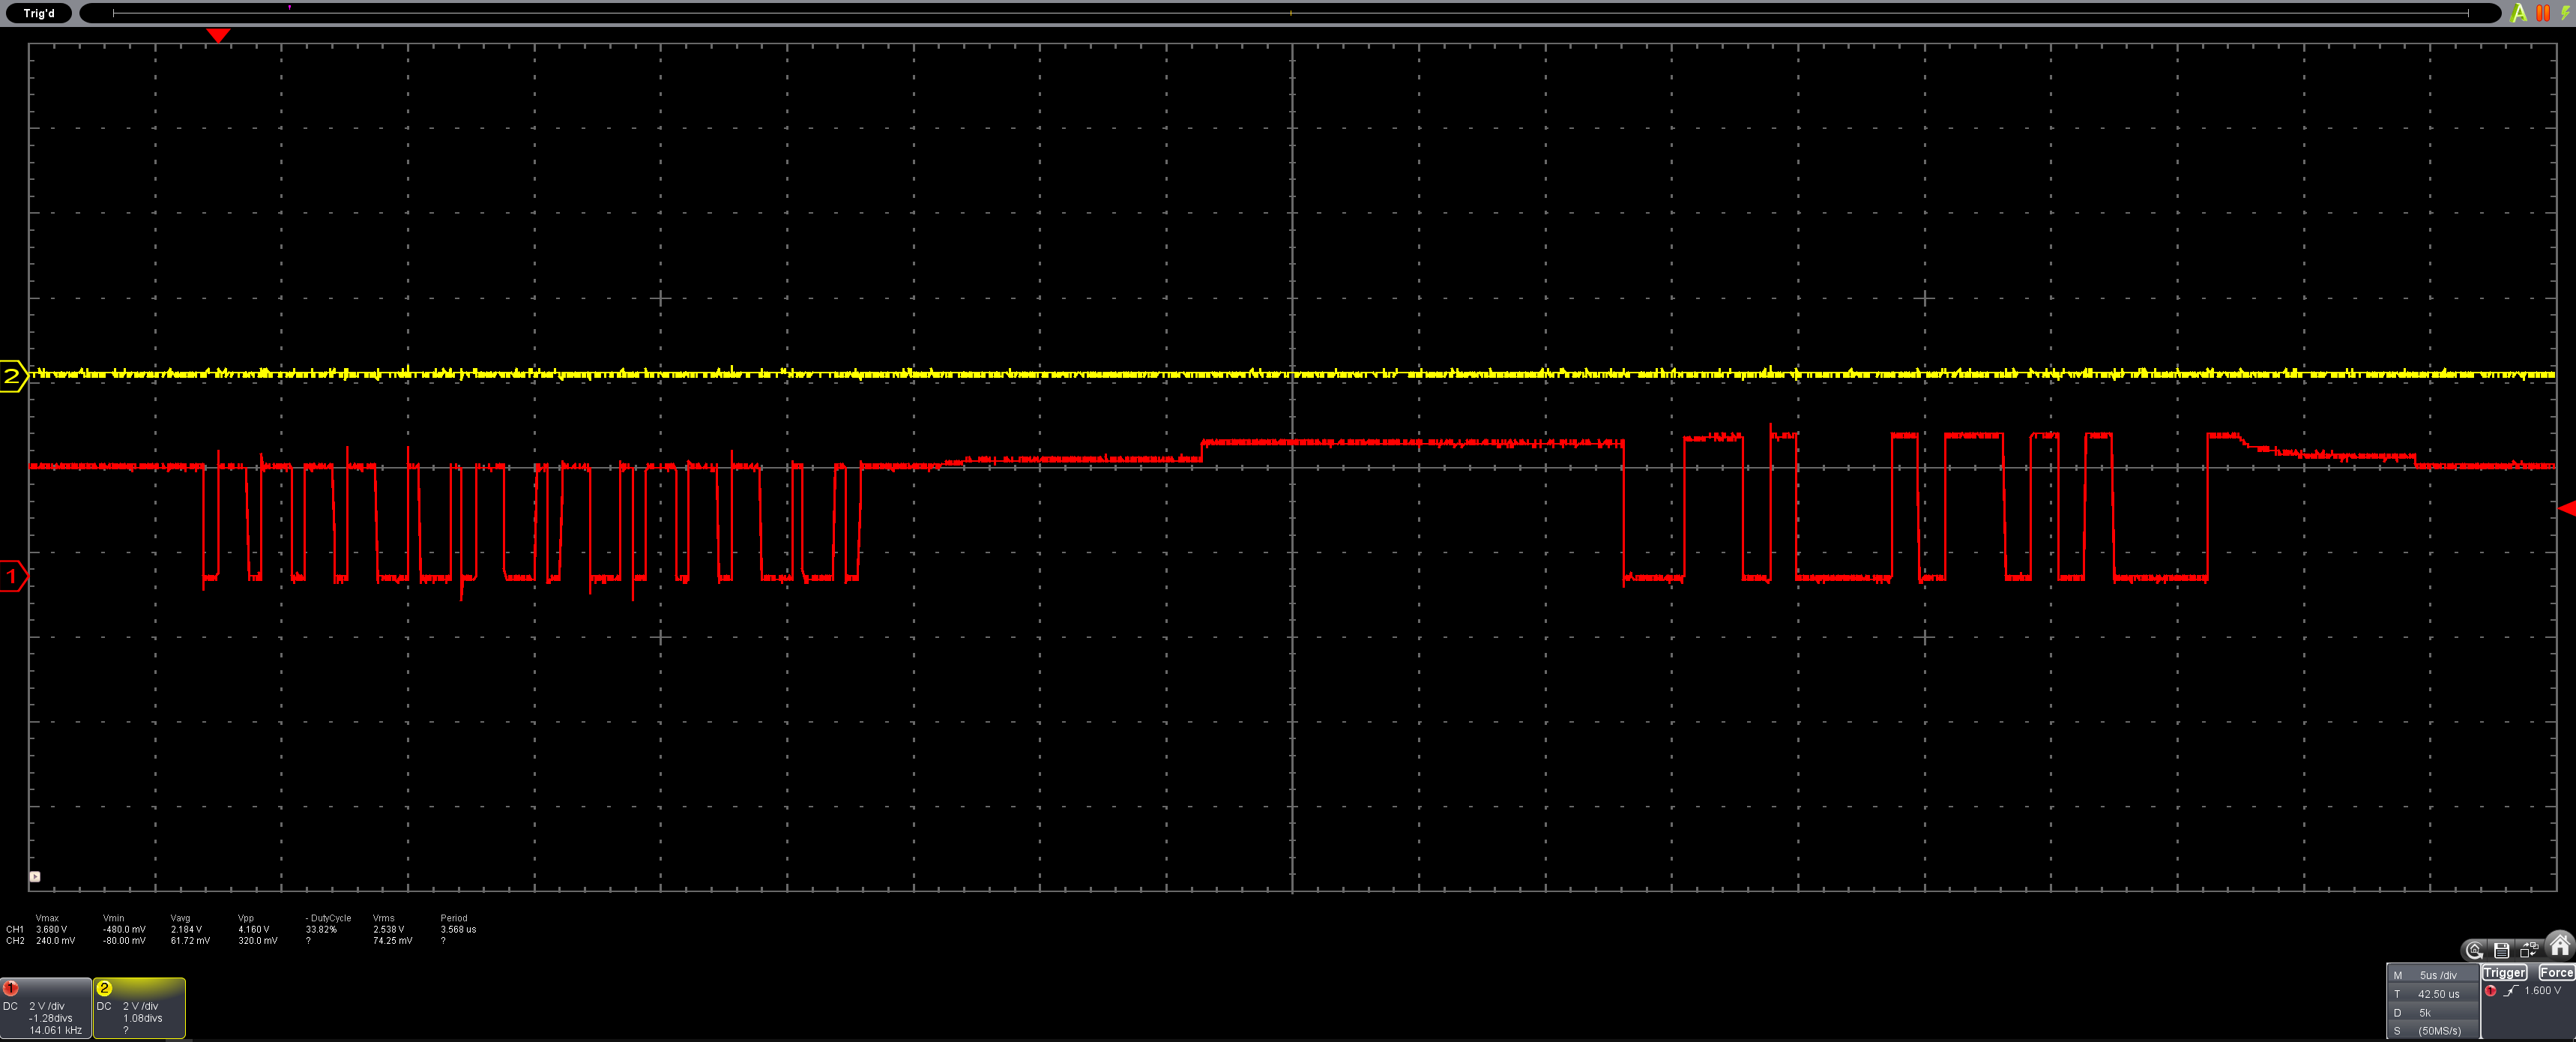 Trig'd
A
2
1
Vmax Vmin Vavg Vpp - DutyCycle Vrms Period
CH1 3.680 V -480.0 mV 2.184 V 4.160 V 33.82% 2.538 V 3.568 us
CH2 240.0 mV -80.00 mV 61.72 mV 320.0 mV ? 74.25 mV ?
1
DC 2 V /div
-1.28divs
14.061 kHz
2
DC 2 V /div
1.08divs
?
M 5us /div
T 42.50 us
D 5k
S (50MS/s)
Trigger Force
1 1.600 V